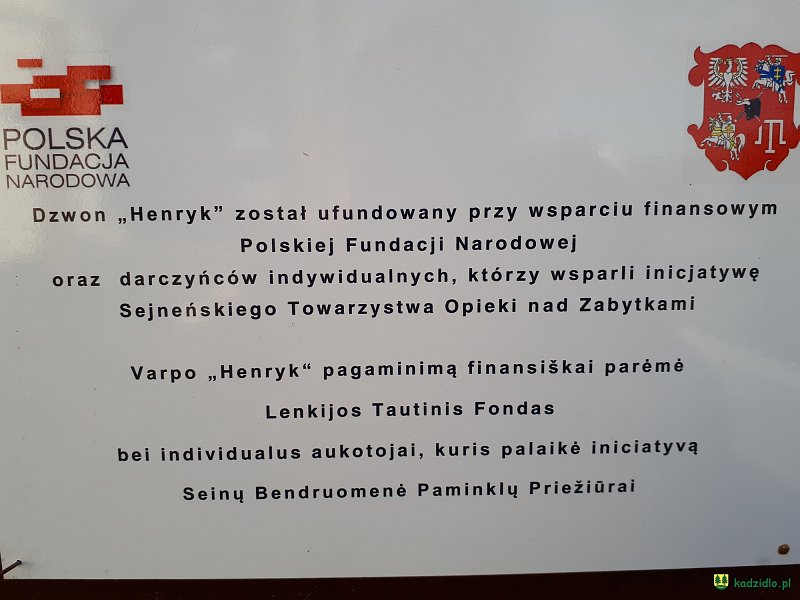 POLSKA
FUNDACJA
NARODOWA
Dzwon „Henryk” został ufundowany przy wsparciu finansowym
Polskiej Fundacji Narodowej
oraz darczyńców indywidualnych, którzy wsparli inicjatywę
Sejneńskiego Towarzystwa Opieki nad Zabytkami
Varpo „Henryk“ pagaminimą finansiškai parėmė
Lenkijos Tautinis Fondas
bei individualus aukotojai, kuris palaikė iniciatyvą
Seinų Bendruomenė Paminklų Priežiūrai
kadzidlo.pl